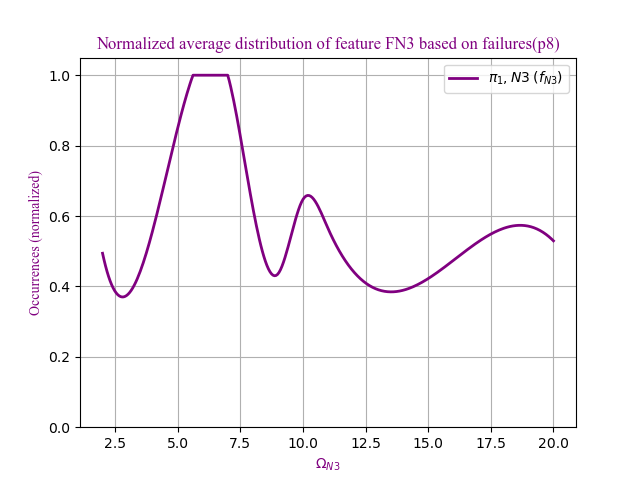 Normalized average distribution of feature FN3 based on failures(p8)
π₁, N3 (f_N3)
Occurrences (normalized)
1.0
0.8
0.6
0.4
0.2
0.0
2.5 5.0 7.5 10.0 12.5 15.0 17.5 20.0
Ω_N3